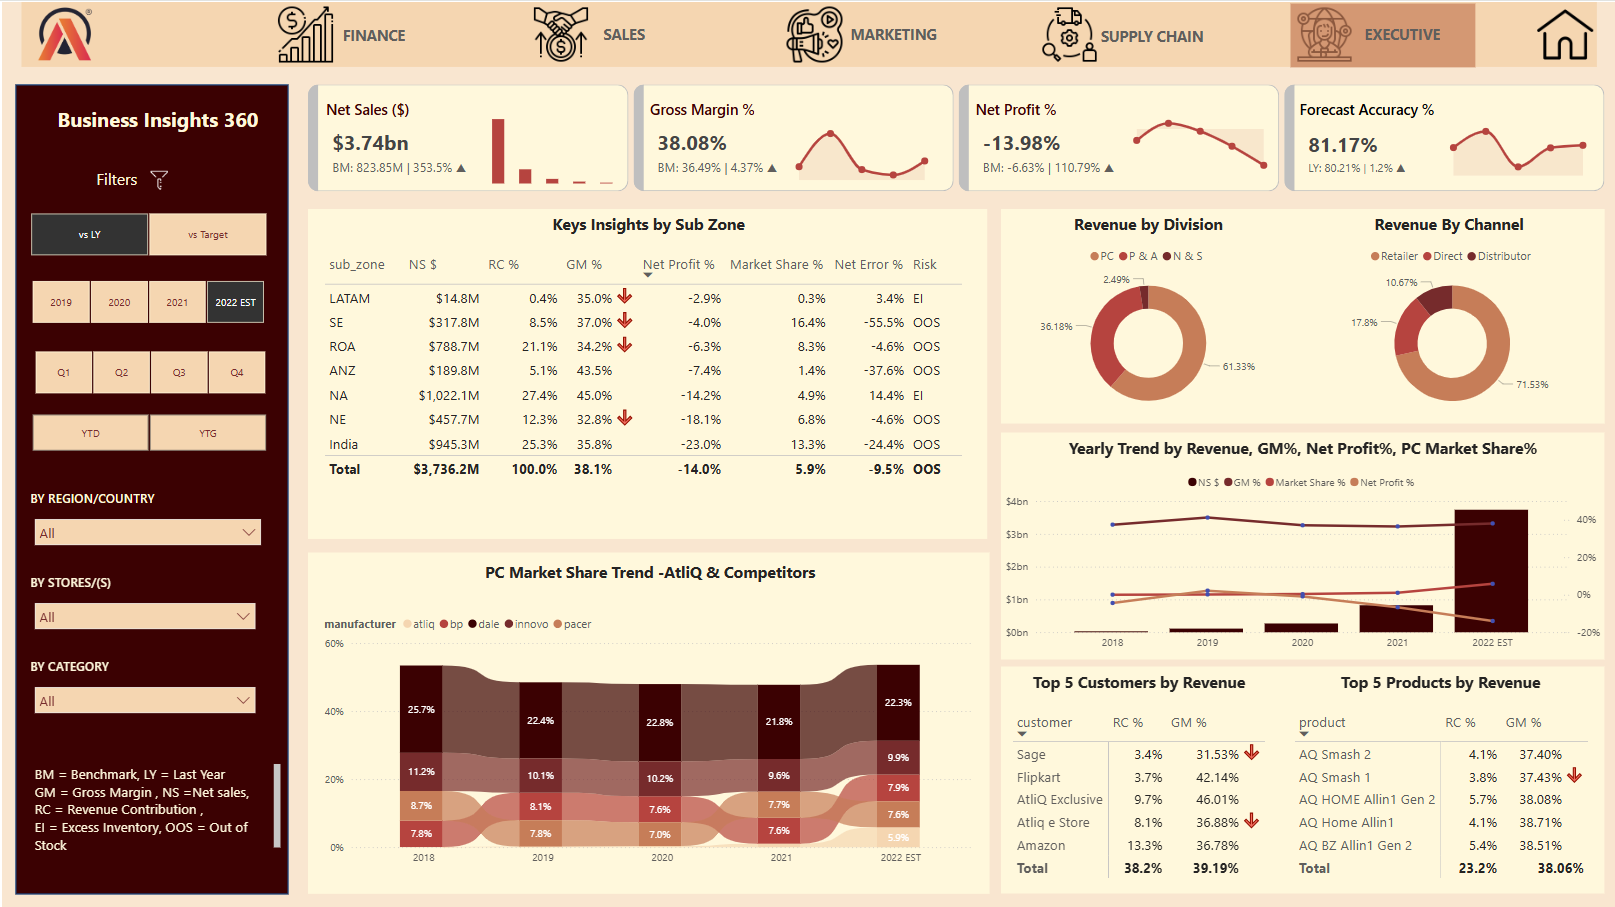 FINANCE
SALES
MARKETING
SUPPLY CHAIN
EXECUTIVE
Business Insights 360
Filters
vs LY
vs Target
2019
2020
2021
2022 EST
Q1
Q2
Q3
Q4
YTD
YTG
BY REGION/COUNTRY
All
BY STORES/(S)
All
BY CATEGORY
All
BM = Benchmark, LY = Last Year
GM = Gross Margin , NS =Net sales,
RC = Revenue Contribution ,
EI = Excess Inventory, OOS = Out of
Stock
Net Sales ($)
$3.74bn
BM: 823.85M | 353.5% ▲
Gross Margin %
38.08%
BM: 36.49% | 4.37% ▲
Net Profit %
-13.98%
BM: -6.63% | 110.79% ▲
Forecast Accuracy %
81.17%
LY: 80.21% | 1.2% ▲
Keys Insights by Sub Zone
sub_zone NS $ RC % GM % Net Profit % Market Share % Net Error % Risk
LATAM $14.8M 0.4% 35.0% -2.9% 0.3% 3.4% EI
SE $317.8M 8.5% 37.0% -4.0% 16.4% -55.5% OOS
ROA $788.7M 21.1% 34.2% -6.3% 8.3% -4.6% OOS
ANZ $189.8M 5.1% 43.5% -7.4% 1.4% -37.6% OOS
NA $1,022.1M 27.4% 45.0% -14.2% 4.9% 14.4% EI
NE $457.7M 12.3% 32.8% -18.1% 6.8% -4.6% OOS
India $945.3M 25.3% 35.8% -23.0% 13.3% -24.4% OOS
Total $3,736.2M 100.0% 38.1% -14.0% 5.9% -9.5% OOS
Revenue by Division
PC P & A N & S
2.49%
36.18%
61.33%
Revenue By Channel
Retailer Direct Distributor
10.67%
17.8%
71.53%
Yearly Trend by Revenue, GM%, Net Profit%, PC Market Share%
NS $ GM % Market Share % Net Profit %
$4bn
$3bn
$2bn
$1bn
$0bn
40%
20%
0%
-20%
2018 2019 2020 2021 2022 EST
PC Market Share Trend -AtliQ & Competitors
manufacturer atliq bp dale innovo pacer
60%
40%
20%
0%
25.7% 22.4% 22.8% 21.8% 22.3%
11.2% 10.1% 10.2% 9.6% 9.9%
8.7% 8.1% 7.6% 7.7% 7.9%
7.8% 7.8% 7.0% 7.6% 7.6%
5.9%
2018 2019 2020 2021 2022 EST
Top 5 Customers by Revenue
customer RC % GM %
Sage 3.4% 31.53%
Flipkart 3.7% 42.14%
AtliQ Exclusive 9.7% 46.01%
Atliq e Store 8.1% 36.88%
Amazon 13.3% 36.78%
Total 38.2% 39.19%
Top 5 Products by Revenue
product RC % GM %
AQ Smash 2 4.1% 37.40%
AQ Smash 1 3.8% 37.43%
AQ HOME Allin1 Gen 2 5.7% 38.08%
AQ Home Allin1 4.1% 38.71%
AQ BZ Allin1 Gen 2 5.4% 38.51%
Total 23.2% 38.06%